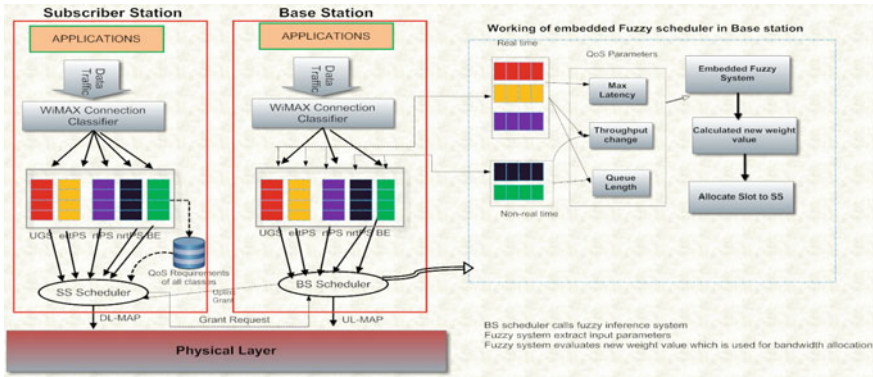 Subscriber Station
Base Station
APPLICATIONS
APPLICATIONS
Data
Traffic
Data
Traffic
WiMAX Connection
Classifier
WiMAX Connection
Classifier
UGS ertPS rtPS nrtPS BE
UGS ertPS rtPS nrtPS BE
QoS Requirements
of all classes
SS Scheduler
BS Scheduler
Uplink
Grant
Grant Request
DL-MAP
UL-MAP
Physical Layer
Working of embedded Fuzzy scheduler in Base station
Real time
QoS Parameters
Max
Latency
Throughput
change
Queue
Length
Non-real time
Embedded Fuzzy
System
Calculated new weight
value
Allocate Slot to SS
BS scheduler calls fuzzy inference system
Fuzzy system extract input parameters
Fuzzy system evaluates new weight value which is used for bandwidth allocation